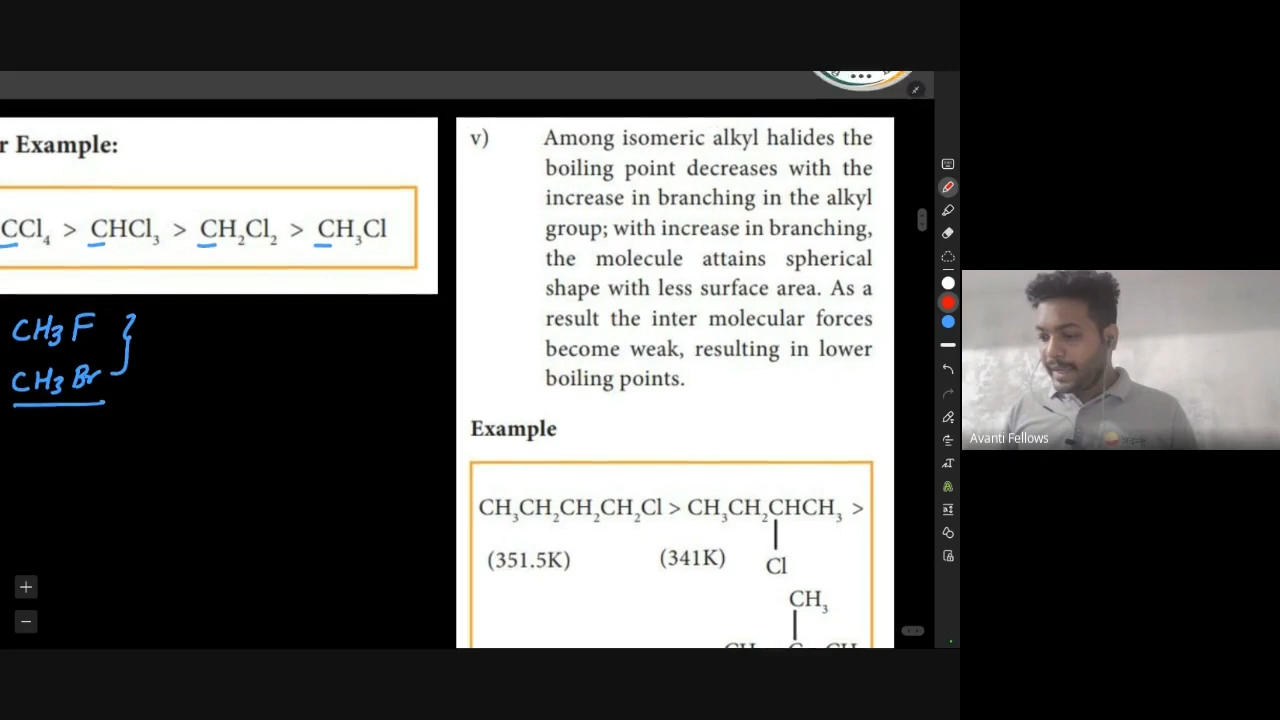 r Example:
CCl₄ > CHCl₃ > CH₂Cl₂ > CH₃Cl
CH₃F
CH₃Br
v) Among isomeric alkyl halides the
boiling point decreases with the
increase in branching in the alkyl
group; with increase in branching,
the molecule attains spherical
shape with less surface area. As a
result the inter molecular forces
become weak, resulting in lower
boiling points.
Example
CH₃CH₂CH₂CH₂Cl > CH₃CH₂CHCH₃ >
(351.5K) (341K) Cl
CH₃
Avanti Fellows